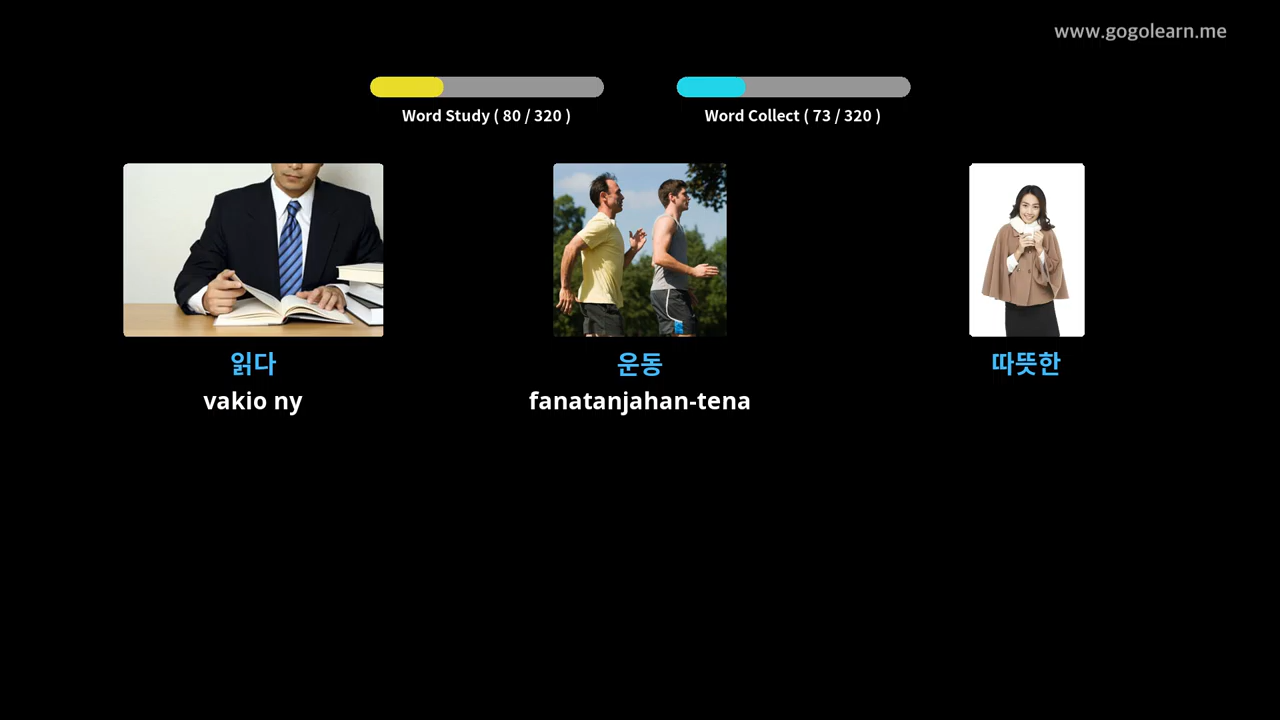 www.gogolearn.me
Word Study ( 80 / 320 )
Word Collect ( 73 / 320 )
읽다
vakio ny
운동
fanatanjahan-tena
따뜻한